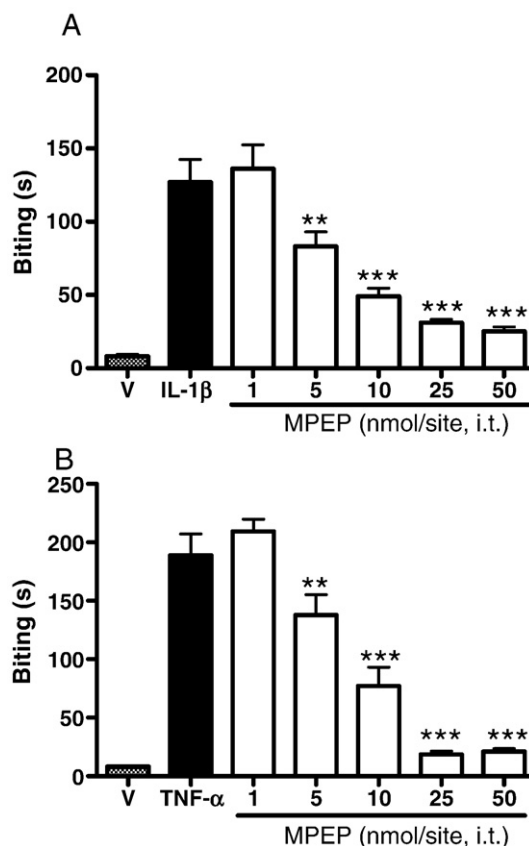 A
200
150
100
50
0
Biting (s)
**
***
***
***
V IL-1β 1 5 10 25 50
MPEP (nmol/site, i.t.)
B
250
200
150
100
50
0
Biting (s)
**
***
***
***
V TNF-α 1 5 10 25 50
MPEP (nmol/site, i.t.)